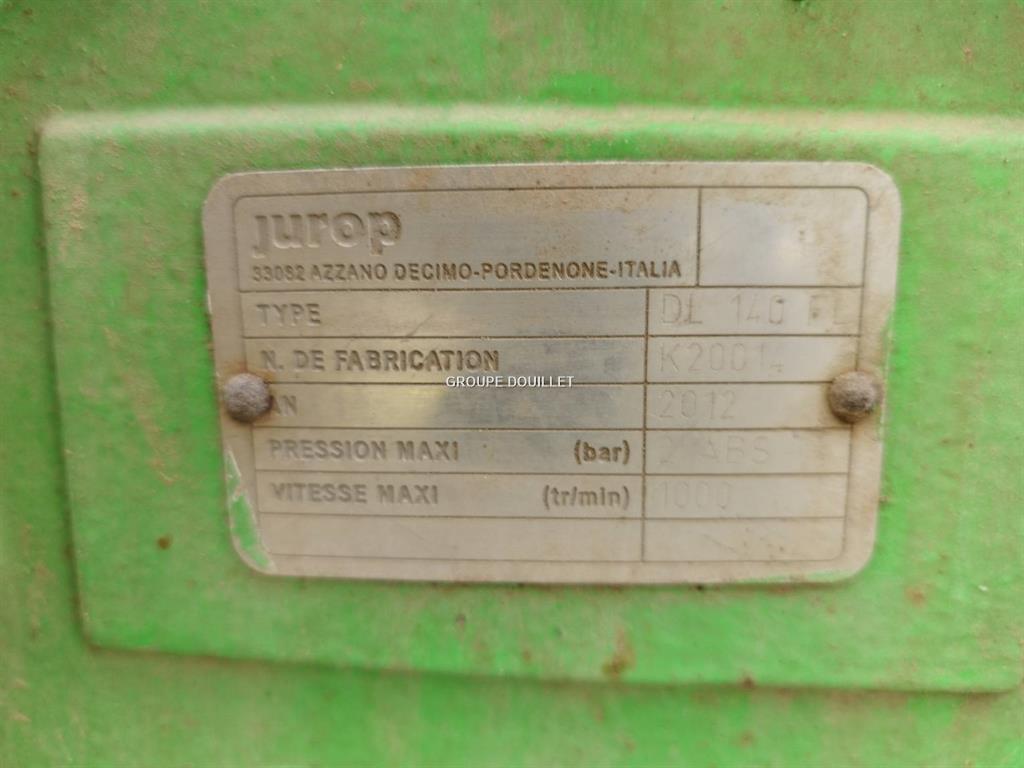 jurop
33082 AZZANO DECIMO-PORDENONE-ITALIA
TYPE DL 140 FL
N. DE FABRICATION K20014
GROUPE DOUILLET
AN 2012
PRESSION MAXI (bar) 2 ABS
VITESSE MAXI (tr/min) 1000